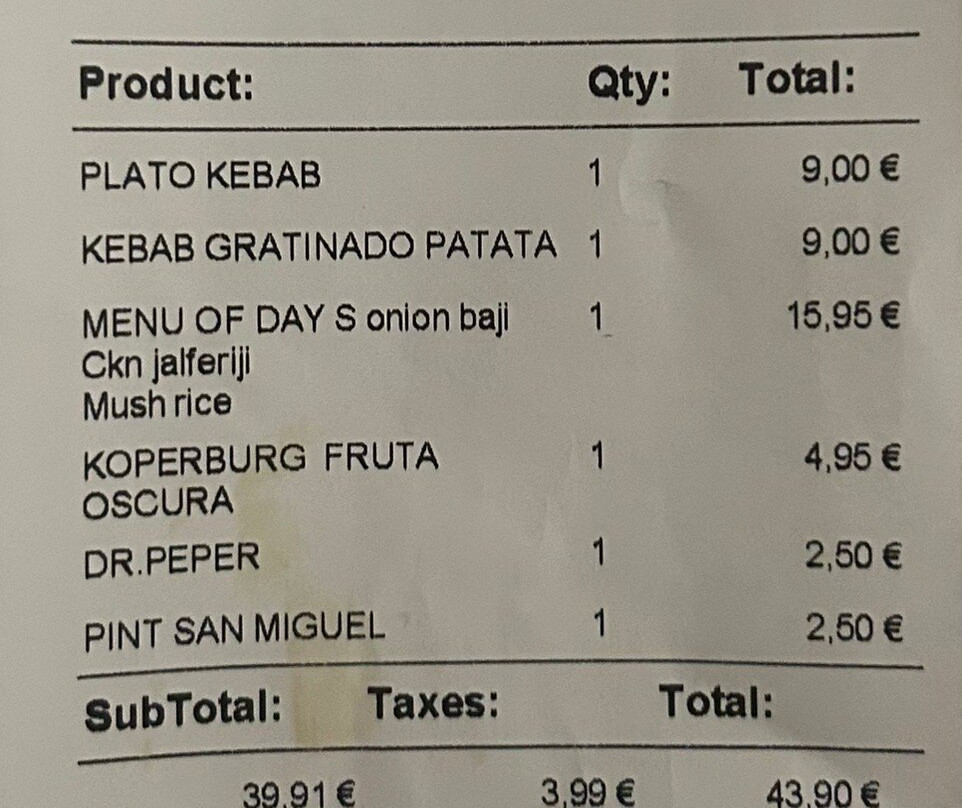 Product: Qty: Total:
PLATO KEBAB 1 9,00 €
KEBAB GRATINADO PATATA 1 9,00 €
MENU OF DAY S onion baji 1 15,95 €
Ckn jalferiji
Mush rice
KOPERBURG FRUTA 1 4,95 €
OSCURA
DR.PEPER 1 2,50 €
PINT SAN MIGUEL 1 2,50 €
SubTotal: Taxes: Total:
39,91 € 3,99 € 43,90 €